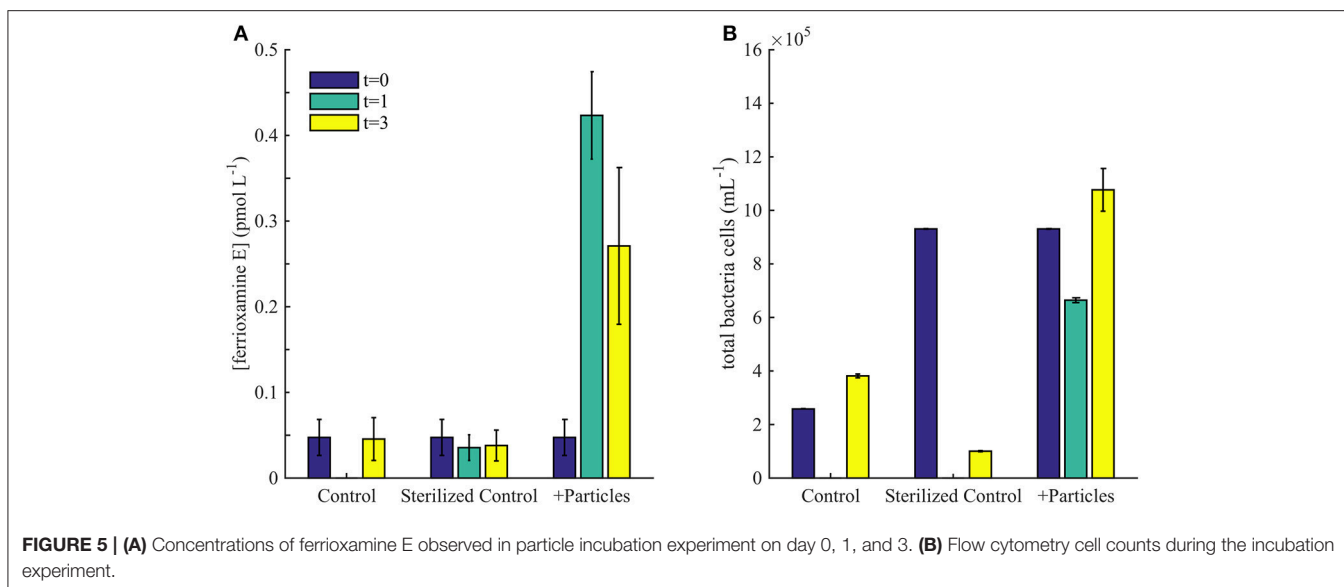 A
[ferrioxamine E] (pmol L⁻¹)
0.5
0.4
0.3
0.2
0.1
0
t=0
t=1
t=3
Control Sterilized Control +Particles
B
×10⁵
total bacteria cells (mL⁻¹)
16
14
12
10
8
6
4
2
0
Control Sterilized Control +Particles
FIGURE 5 | (A) Concentrations of ferrioxamine E observed in particle incubation experiment on day 0, 1, and 3. (B) Flow cytometry cell counts during the incubation
experiment.